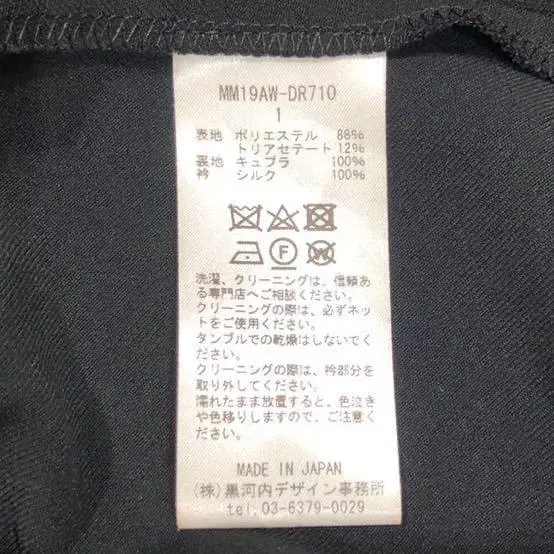 MM19AW-DR710
1
表地 ポリエステル 88%
トリアセテート 12%
裏地 キュプラ 100%
衿 シルク 100%
F W
洗濯、クリーニングは、信頼あ
る専門店へご相談ください。
クリーニングの際は、必ずネッ
トをご使用ください。
タンブルでの乾燥はしないでく
ださい。
クリーニングの際は、衿部分を
取り外してください。
濡れたまま放置すると、色泣き
や色移りしますので、ご注意く
ださい。
MADE IN JAPAN
(株)黒河内デザイン事務所
tel.03-6379-0029